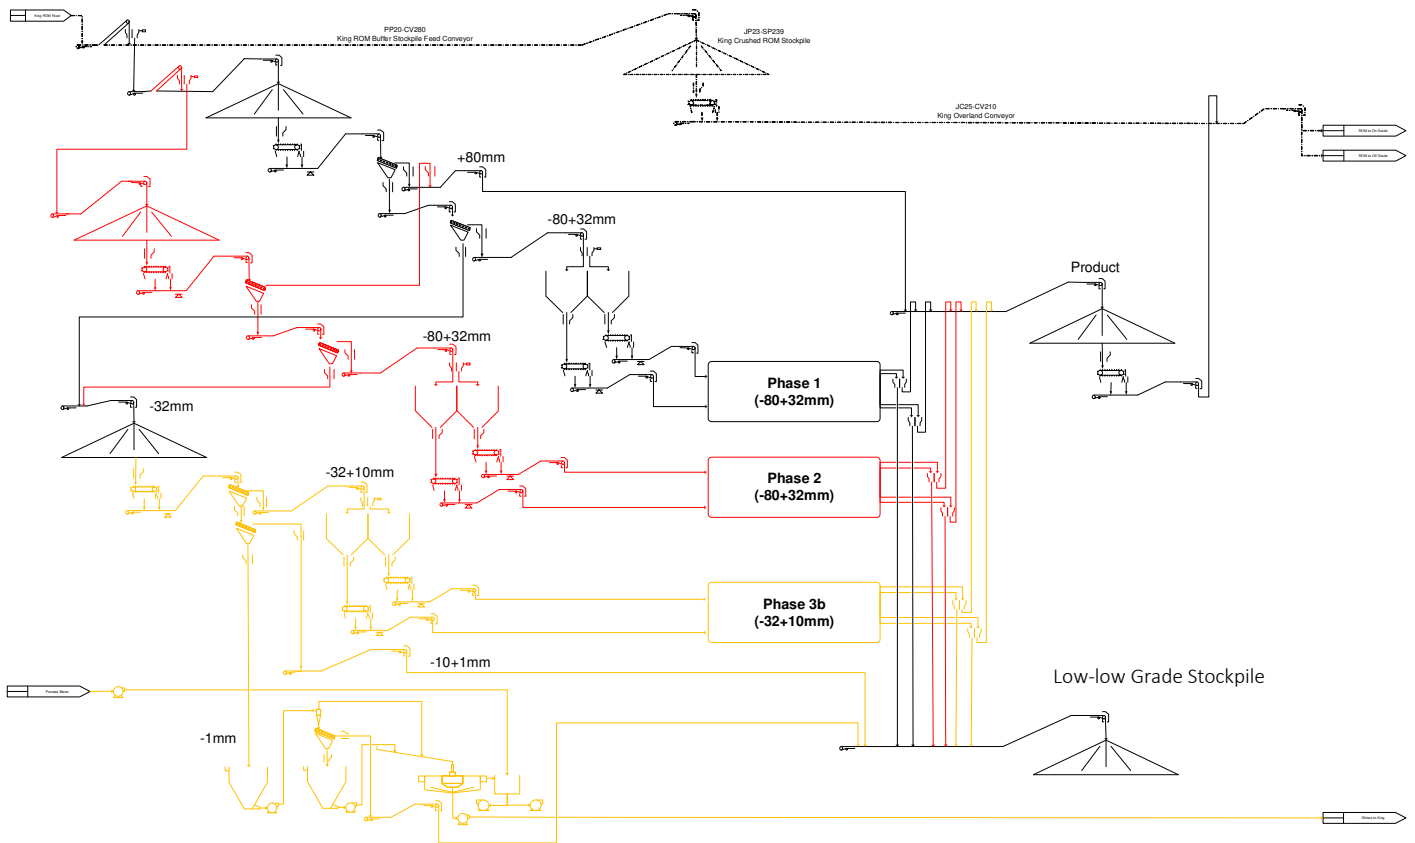 King ROM Feed
PP20-CV280
King ROM Buffer Stockpile Feed Conveyor
JP23-SP239
King Crushed ROM Stockpile
JC25-CV210
King Overland Conveyor
ROM to On Grade
ROM to Off Grade
+80mm
-80+32mm
Product
-80+32mm
Phase 1
(-80+32mm)
-32mm
Phase 2
(-80+32mm)
-32+10mm
Phase 3b
(-32+10mm)
-10+1mm
Low-low Grade Stockpile
Process Water
-1mm
Slimes to King